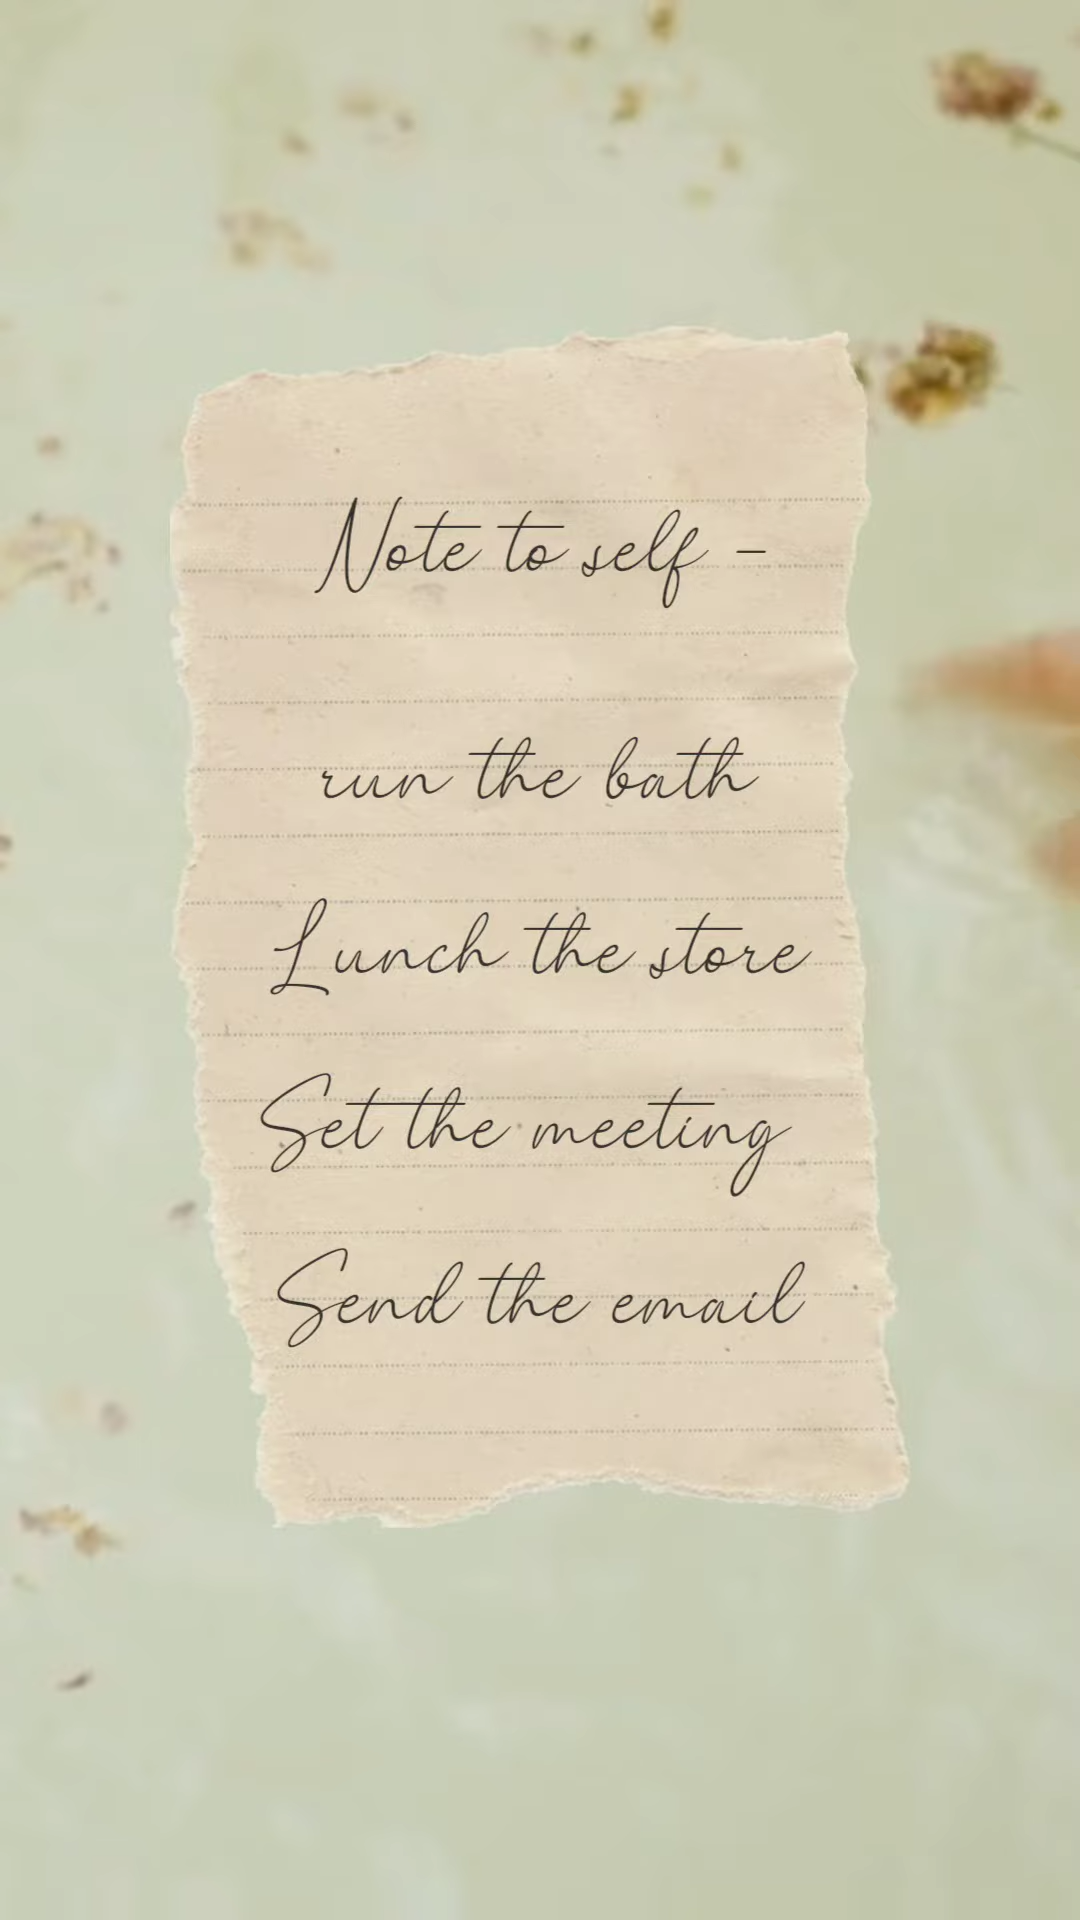 Note to self -
run the bath
Lunch the store
Set the meeting
Send the email